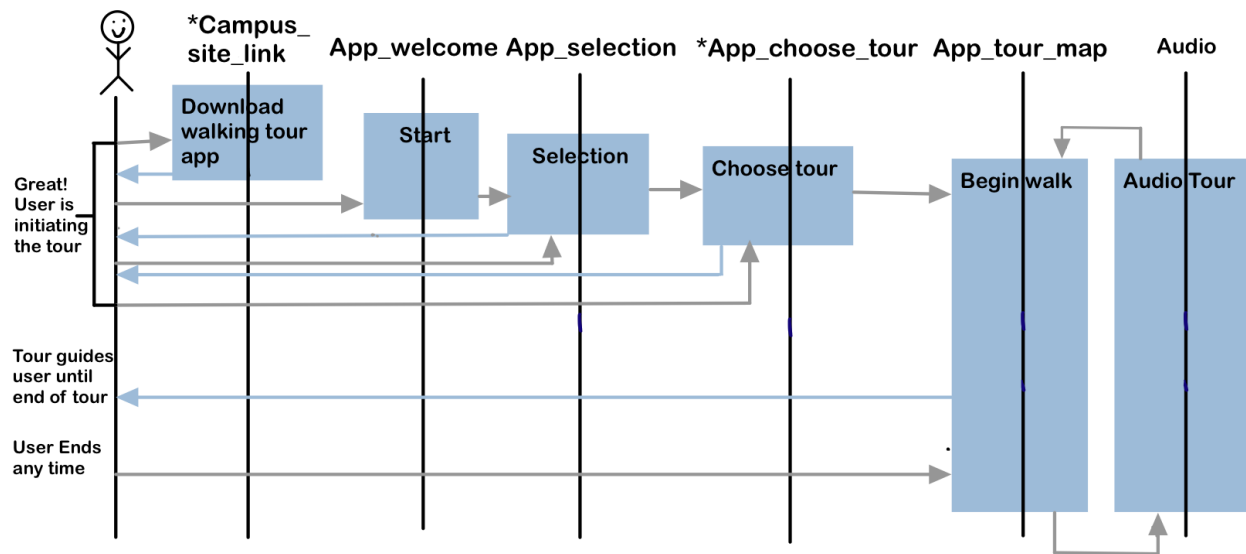 *Campus_
site_link
App_welcome
App_selection
*App_choose_tour
App_tour_map
Audio
Download
walking tour
app
Start
Selection
Choose tour
Begin walk
Audio Tour
Great!
User is
initiating
the tour
Tour guides
user until
end of tour
User Ends
any time